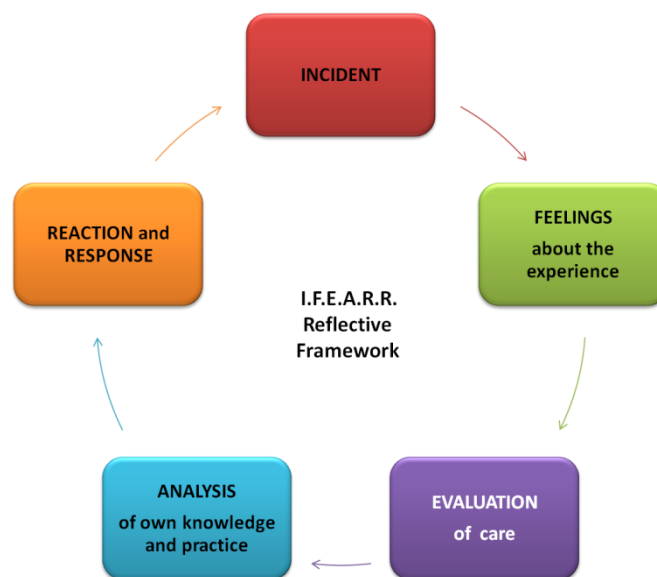 INCIDENT
FEELINGS
about the
experience
EVALUATION
of care
ANALYSIS
of own knowledge
and practice
REACTION and
RESPONSE
I.F.E.A.R.R.
Reflective
Framework